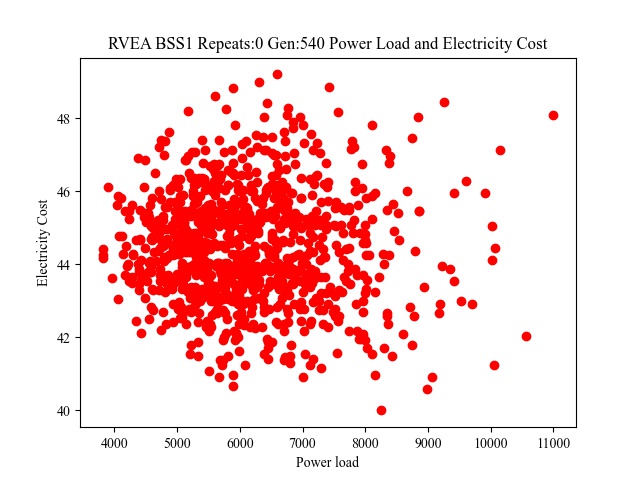 RVEA BSS1 Repeats:0 Gen:540 Power Load and Electricity Cost
48
46
44
42
40
Electricity Cost
4000 5000 6000 7000 8000 9000 10000 11000
Power load